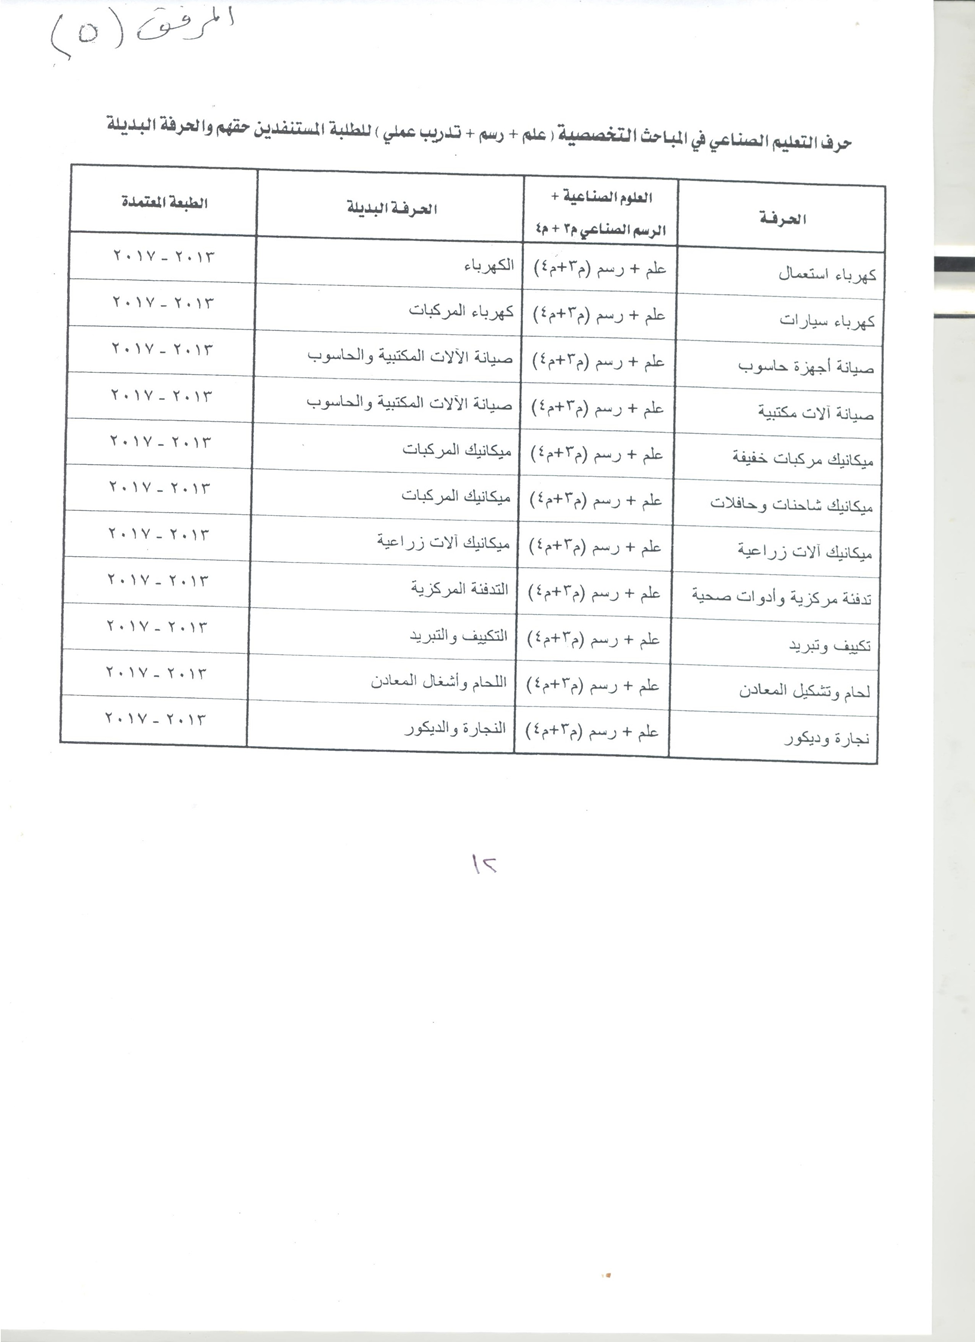 المرفق (٥)
حرف التعليم الصناعي في المباحث التخصصية ( علم + رسم + تدريب عملي ) للطلبة المستنفدين حقهم والحرفة البديلة
الحرفة | العلوم الصناعية + الرسم الصناعي م٣ + م٤ | الحرفة البديلة | الطبعة المعتمدة
كهرباء استعمال | علم + رسم (م٣+م٤) | الكهرباء | ٢٠١٣ - ٢٠١٧
كهرباء سيارات | علم + رسم (م٣+م٤) | كهرباء المركبات | ٢٠١٣ - ٢٠١٧
صيانة أجهزة حاسوب | علم + رسم (م٣+م٤) | صيانة الآلات المكتبية والحاسوب | ٢٠١٣ - ٢٠١٧
صيانة آلات مكتبية | علم + رسم (م٣+م٤) | صيانة الآلات المكتبية والحاسوب | ٢٠١٣ - ٢٠١٧
ميكانيك مركبات خفيفة | علم + رسم (م٣+م٤) | ميكانيك المركبات | ٢٠١٣ - ٢٠١٧
ميكانيك شاحنات وحافلات | علم + رسم (م٣+م٤) | ميكانيك المركبات | ٢٠١٣ - ٢٠١٧
ميكانيك آلات زراعية | علم + رسم (م٣+م٤) | ميكانيك آلات زراعية | ٢٠١٣ - ٢٠١٧
تدفئة مركزية وأدوات صحية | علم + رسم (م٣+م٤) | التدفئة المركزية | ٢٠١٣ - ٢٠١٧
تكييف وتبريد | علم + رسم (م٣+م٤) | التكييف والتبريد | ٢٠١٣ - ٢٠١٧
لحام وتشكيل المعادن | علم + رسم (م٣+م٤) | اللحام وأشغال المعادن | ٢٠١٣ - ٢٠١٧
نجارة وديكور | علم + رسم (م٣+م٤) | النجارة والديكور | ٢٠١٣ - ٢٠١٧
١٢